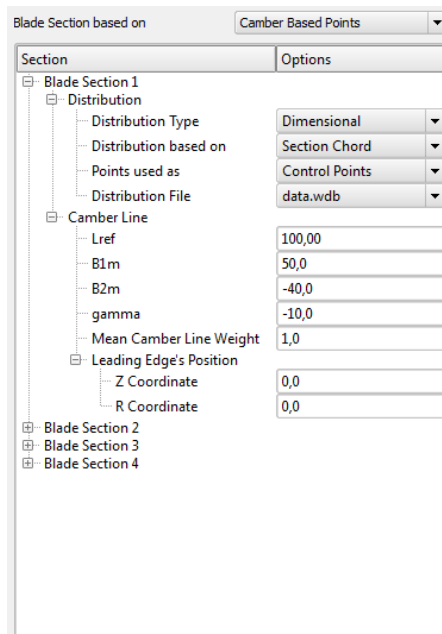 Blade Section based on Camber Based Points
Section Options
Blade Section 1
Distribution
Distribution Type Dimensional
Distribution based on Section Chord
Points used as Control Points
Distribution File data.wdb
Camber Line
Lref 100,00
B1m 50,0
B2m -40,0
gamma -10,0
Mean Camber Line Weight 1,0
Leading Edge's Position
Z Coordinate 0,0
R Coordinate 0,0
Blade Section 2
Blade Section 3
Blade Section 4